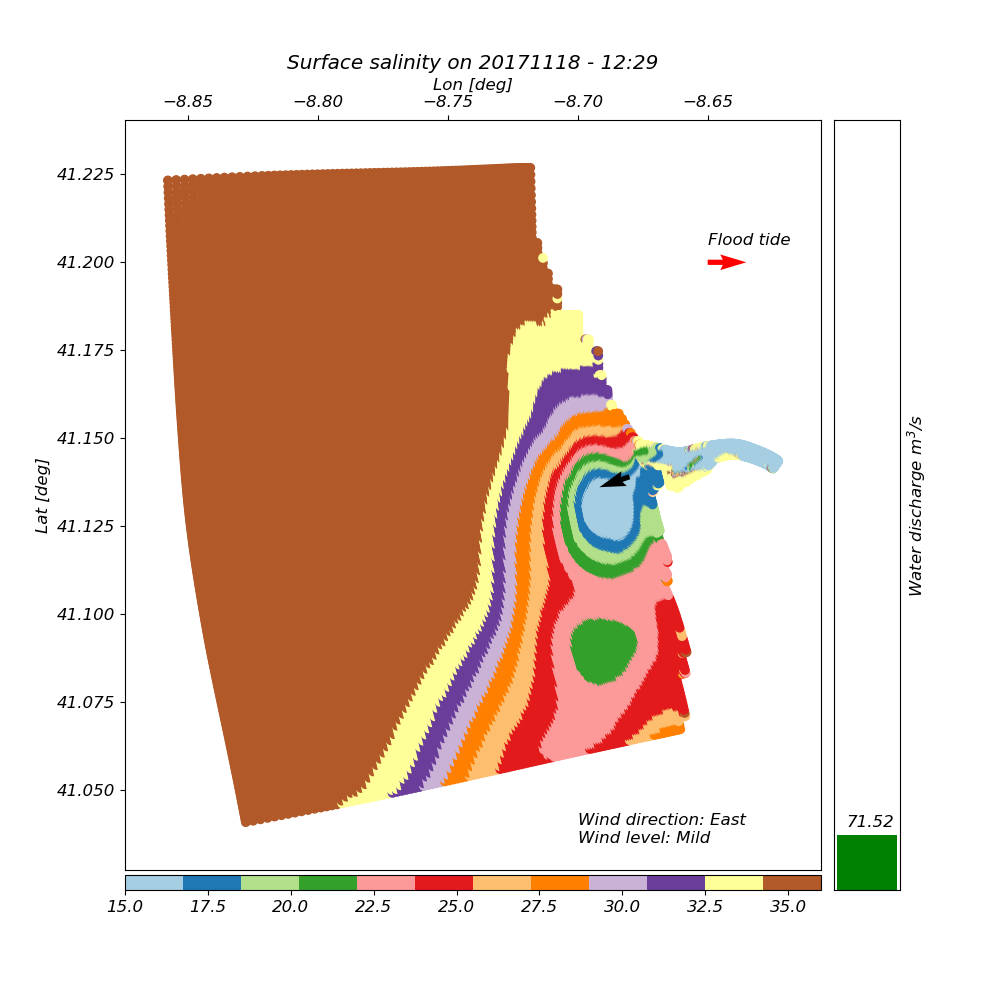 Surface salinity on 20171118 - 12:29
Lon [deg]
−8.85 −8.80 −8.75 −8.70 −8.65
41.225
41.200
41.175
41.150
41.125
41.100
41.075
41.050
Lat [deg]
Flood tide
Wind direction: East
Wind level: Mild
Water discharge m³/s
71.52
15.0 17.5 20.0 22.5 25.0 27.5 30.0 32.5 35.0